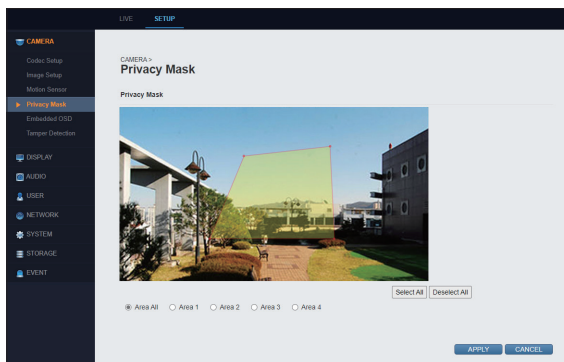 LIVE SETUP
CAMERA
Codec Setup
Image Setup
Motion Sensor
Privacy Mask
Embedded OSD
Tamper Detection
DISPLAY
AUDIO
USER
NETWORK
SYSTEM
STORAGE
EVENT
CAMERA >
Privacy Mask
Privacy Mask
Select All Deselect All
Area All Area 1 Area 2 Area 3 Area 4
APPLY CANCEL